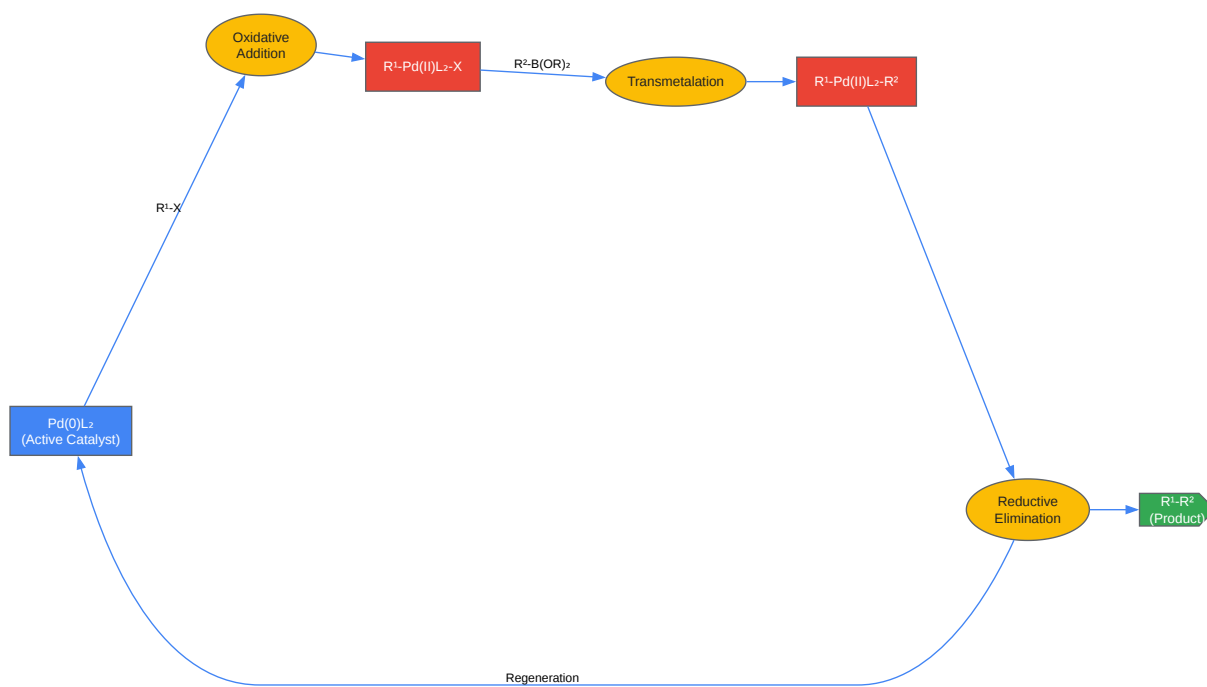 Oxidative
Addition
R¹-Pd(II)L₂-X
R²-B(OR)₂
Transmetalation
R¹-Pd(II)L₂-R²
R¹-X
Pd(0)L₂
(Active Catalyst)
Reductive
Elimination
R¹-R²
(Product)
Regeneration